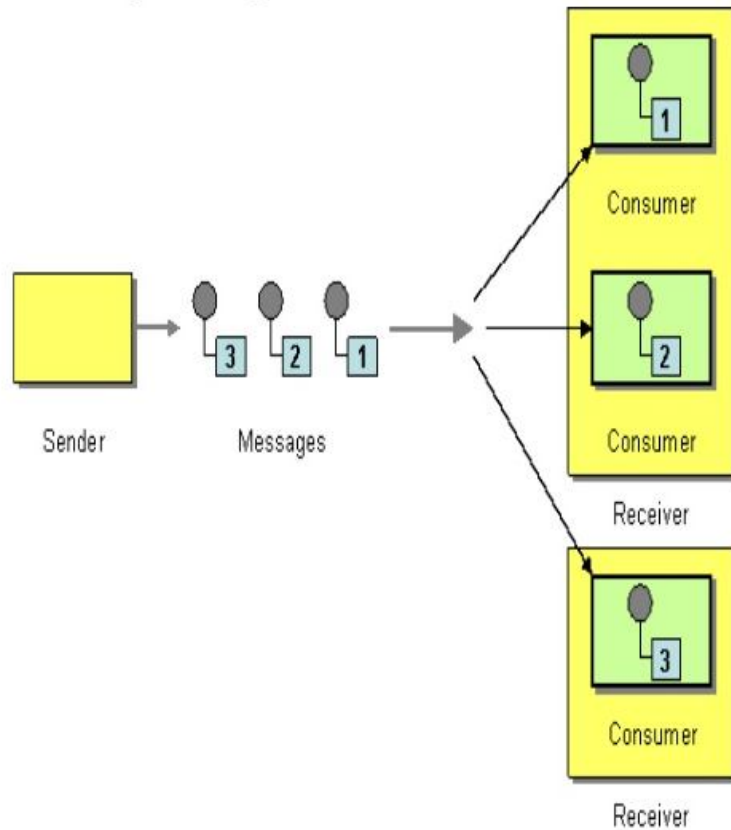 1
Consumer
3 2 1
2
Sender
Messages
Consumer
Receiver
3
Consumer
Receiver